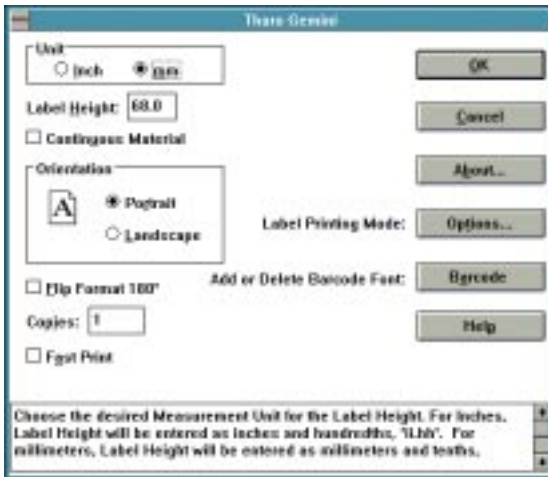 Tharo Gemini
Unit
Inch mm
Label Height: 68.0
Continuous Material
Orientation
A
Portrait
Landscape
Flip Format 180°
Copies: 1
Fast Print
OK
Cancel
About...
Label Printing Mode: Options...
Add or Delete Barcode Font: Barcode
Help
Choose the desired Measurement Unit for the Label Height. For Inches,
Label Height will be entered as inches and hundredths, "ii.hh". For
millimeters, Label Height will be entered as millimeters and tenths,